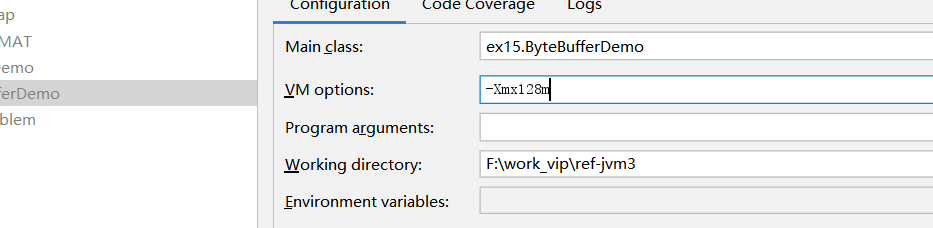 Configuration Code Coverage Logs
ap
MAT
Demo
ferDemo
blem
Main class: ex15.ByteBufferDemo
VM options: -Xmx128m
Program arguments:
Working directory: F:\work_vip\ref-jvm3
Environment variables: